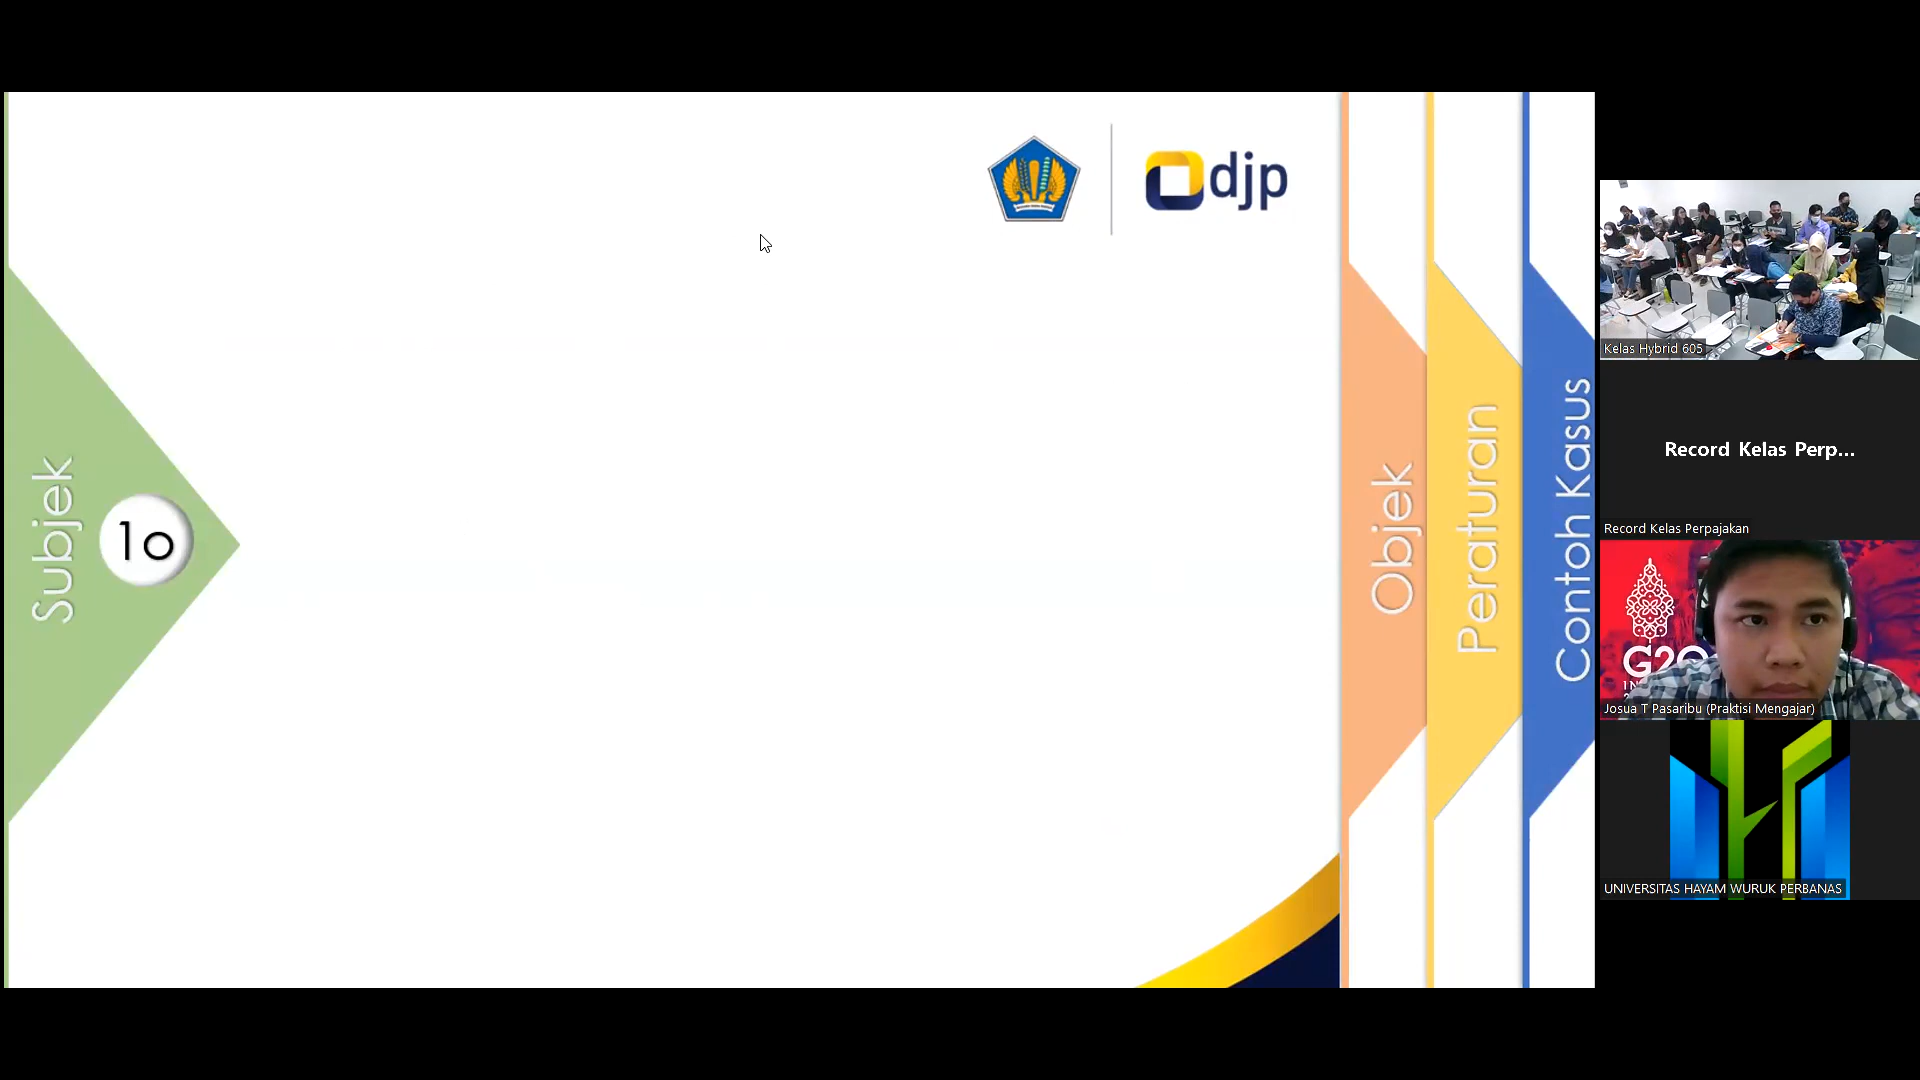 djp
Subjek
1o
Objek
Peraturan
Contoh Kasus
Kelas Hybrid 605
Record Kelas Perp...
Record Kelas Perpajakan
G20
Josua T Pasaribu (Praktisi Mengajar)
UNIVERSITAS HAYAM WURUK PERBANAS